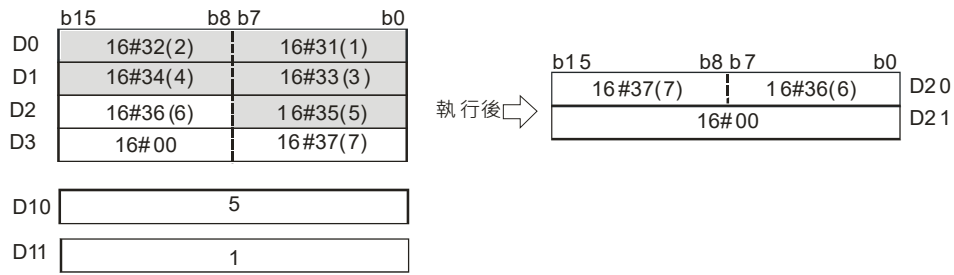 b15 b8 b7 b0
D0 16#32(2) 16#31(1)
D1 16#34(4) 16#33(3)
D2 16#36(6) 16#35(5)
D3 16#00 16#37(7)
D10 5
D11 1
執行後
b15 b8 b7 b0
16#37(7) 16#36(6) D20
16#00 D21